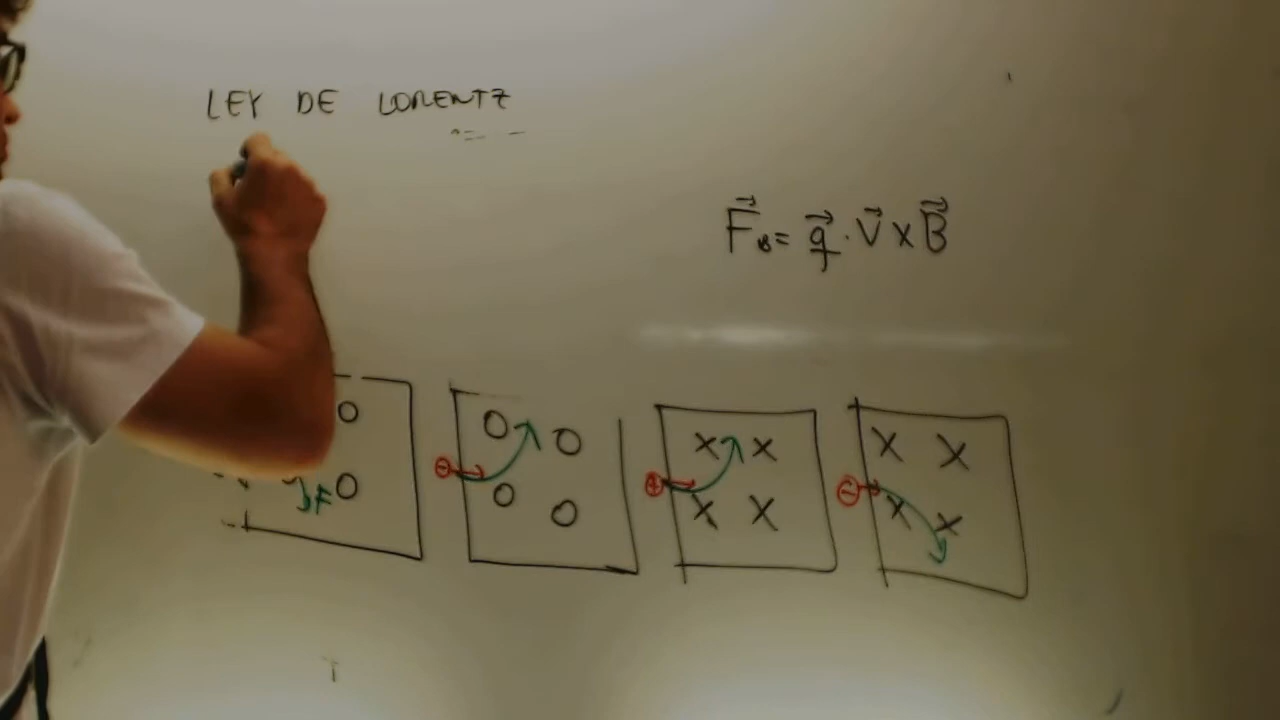 LEY DE LORENTZ
F⃗B = q⃗ · V⃗ x B⃗
F